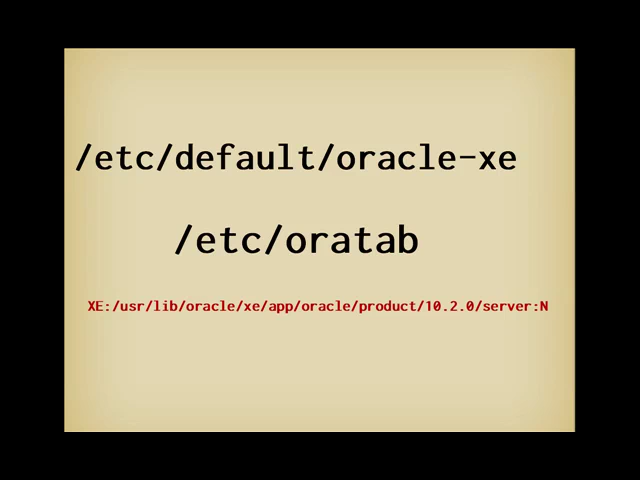 /etc/default/oracle-xe
/etc/oratab
XE:/usr/lib/oracle/xe/app/oracle/product/10.2.0/server:N